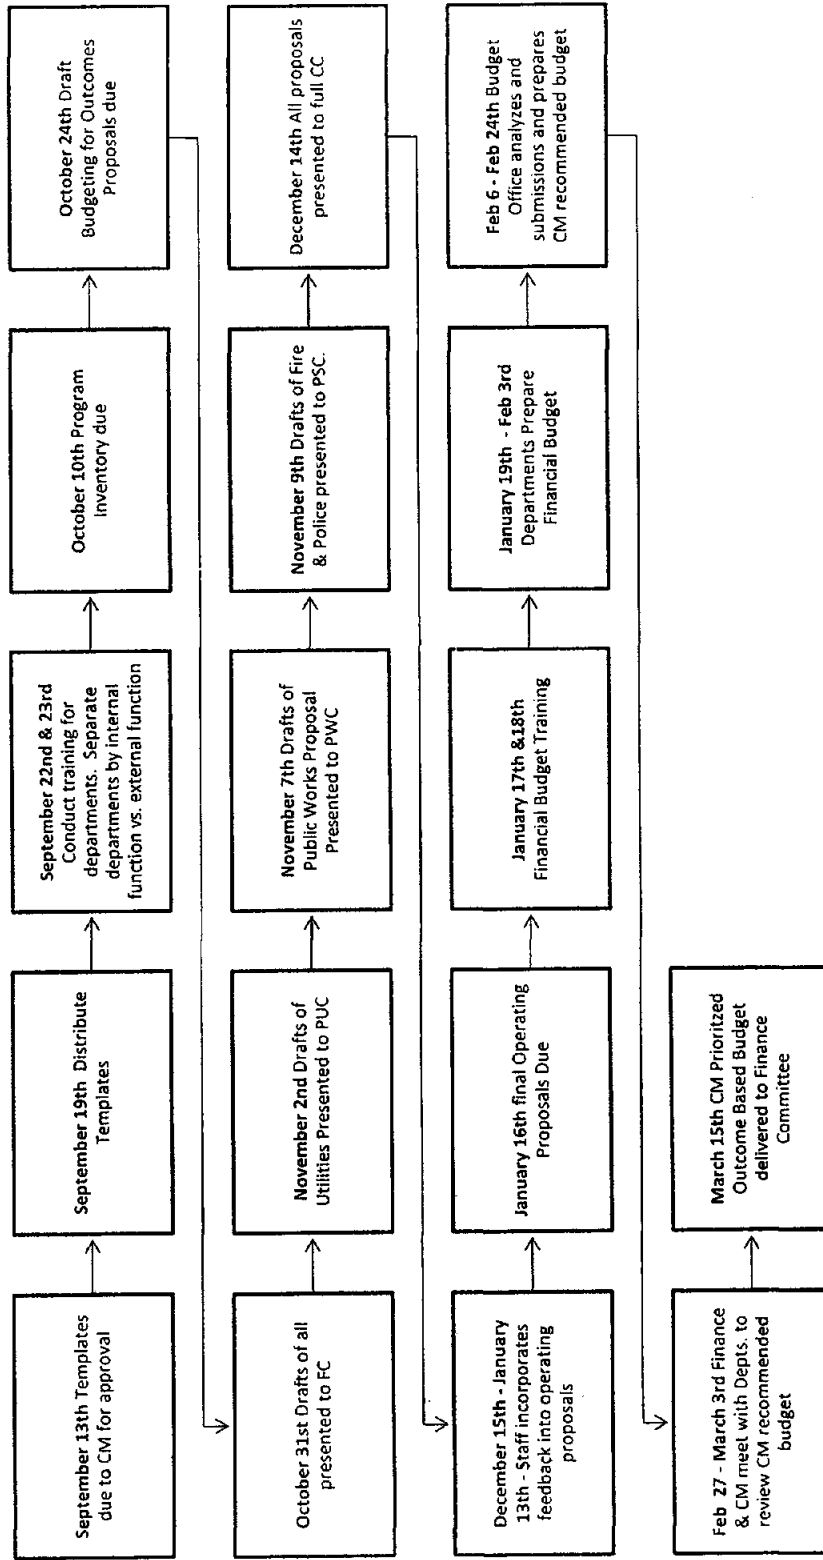 September 13th Templates
due to CM for approval
September 19th Distribute
Templates
September 22nd & 23rd
Conduct training for
departments. Separate
departments by internal
function vs. external function
October 10th Program
Inventory due
October 24th Draft
Budgeting for Outcomes
Proposals due
October 31st Drafts of all
presented to FC
November 2nd Drafts of
Utilities Presented to PUC
November 7th Drafts of
Public Works Proposal
Presented to PWC
November 9th Drafts of Fire
& Police presented to PSC.
December 14th All proposals
presented to full CC
December 15th - January
13th - Staff incorporates
feedback into operating
proposals
January 16th final Operating
Proposals Due
January 17th &18th
Financial Budget Training
January 19th - Feb 3rd
Departments Prepare
Financial Budget
Feb 6 - Feb 24th Budget
Office analyzes and
submissions and prepares
CM recommended budget
Feb 27 - March 3rd Finance
& CM meet with Depts. to
review CM recommended
budget
March 15th CM Prioritzed
Outcome Based Budget
delivered to Finance
Committee